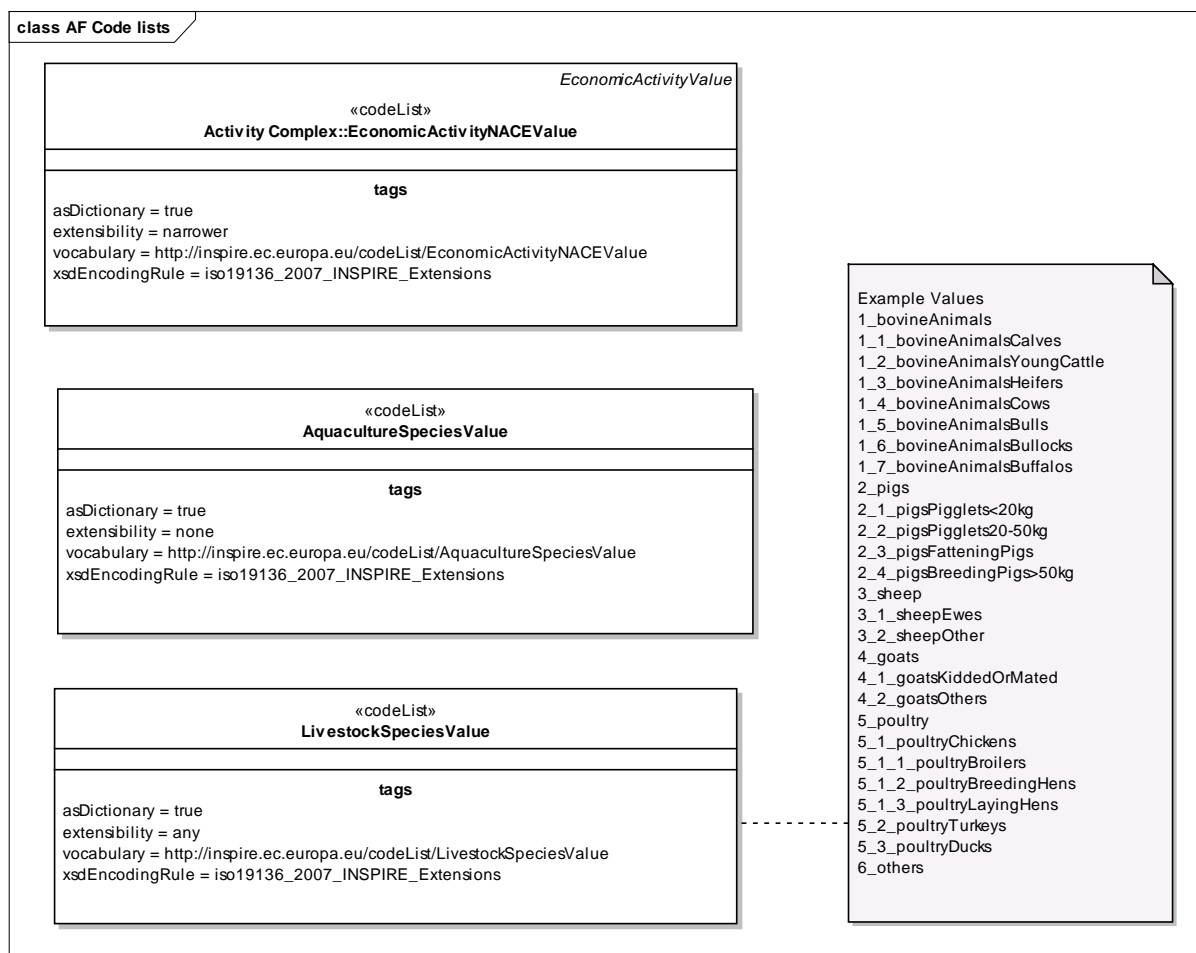 class AF Code lists
EconomicActivityValue
«codeList»
Activity Complex::EconomicActivityNACEValue
tags
asDictionary = true
extensibility = narrower
vocabulary = http://inspire.ec.europa.eu/codeList/EconomicActivityNACEValue
xsdEncodingRule = iso19136_2007_INSPIRE_Extensions
«codeList»
AquacultureSpeciesValue
tags
asDictionary = true
extensibility = none
vocabulary = http://inspire.ec.europa.eu/codeList/AquacultureSpeciesValue
xsdEncodingRule = iso19136_2007_INSPIRE_Extensions
«codeList»
LivestockSpeciesValue
tags
asDictionary = true
extensibility = any
vocabulary = http://inspire.ec.europa.eu/codeList/LivestockSpeciesValue
xsdEncodingRule = iso19136_2007_INSPIRE_Extensions
Example Values
1_bovineAnimals
1_1_bovineAnimalsCalves
1_2_bovineAnimalsYoungCattle
1_3_bovineAnimalsHeifers
1_4_bovineAnimalsCows
1_5_bovineAnimalsBulls
1_6_bovineAnimalsBullocks
1_7_bovineAnimalsBuffalos
2_pigs
2_1_pigsPigglets<20kg
2_2_pigsPigglets20-50kg
2_3_pigsFatteningPigs
2_4_pigsBreedingPigs>50kg
3_sheep
3_1_sheepEwes
3_2_sheepOther
4_goats
4_1_goatsKiddedOrMated
4_2_goatsOthers
5_poultry
5_1_poultryChickens
5_1_1_poultryBroilers
5_1_2_poultryBreedingHens
5_1_3_poultryLayingHens
5_2_poultryTurkeys
5_3_poultryDucks
6_others